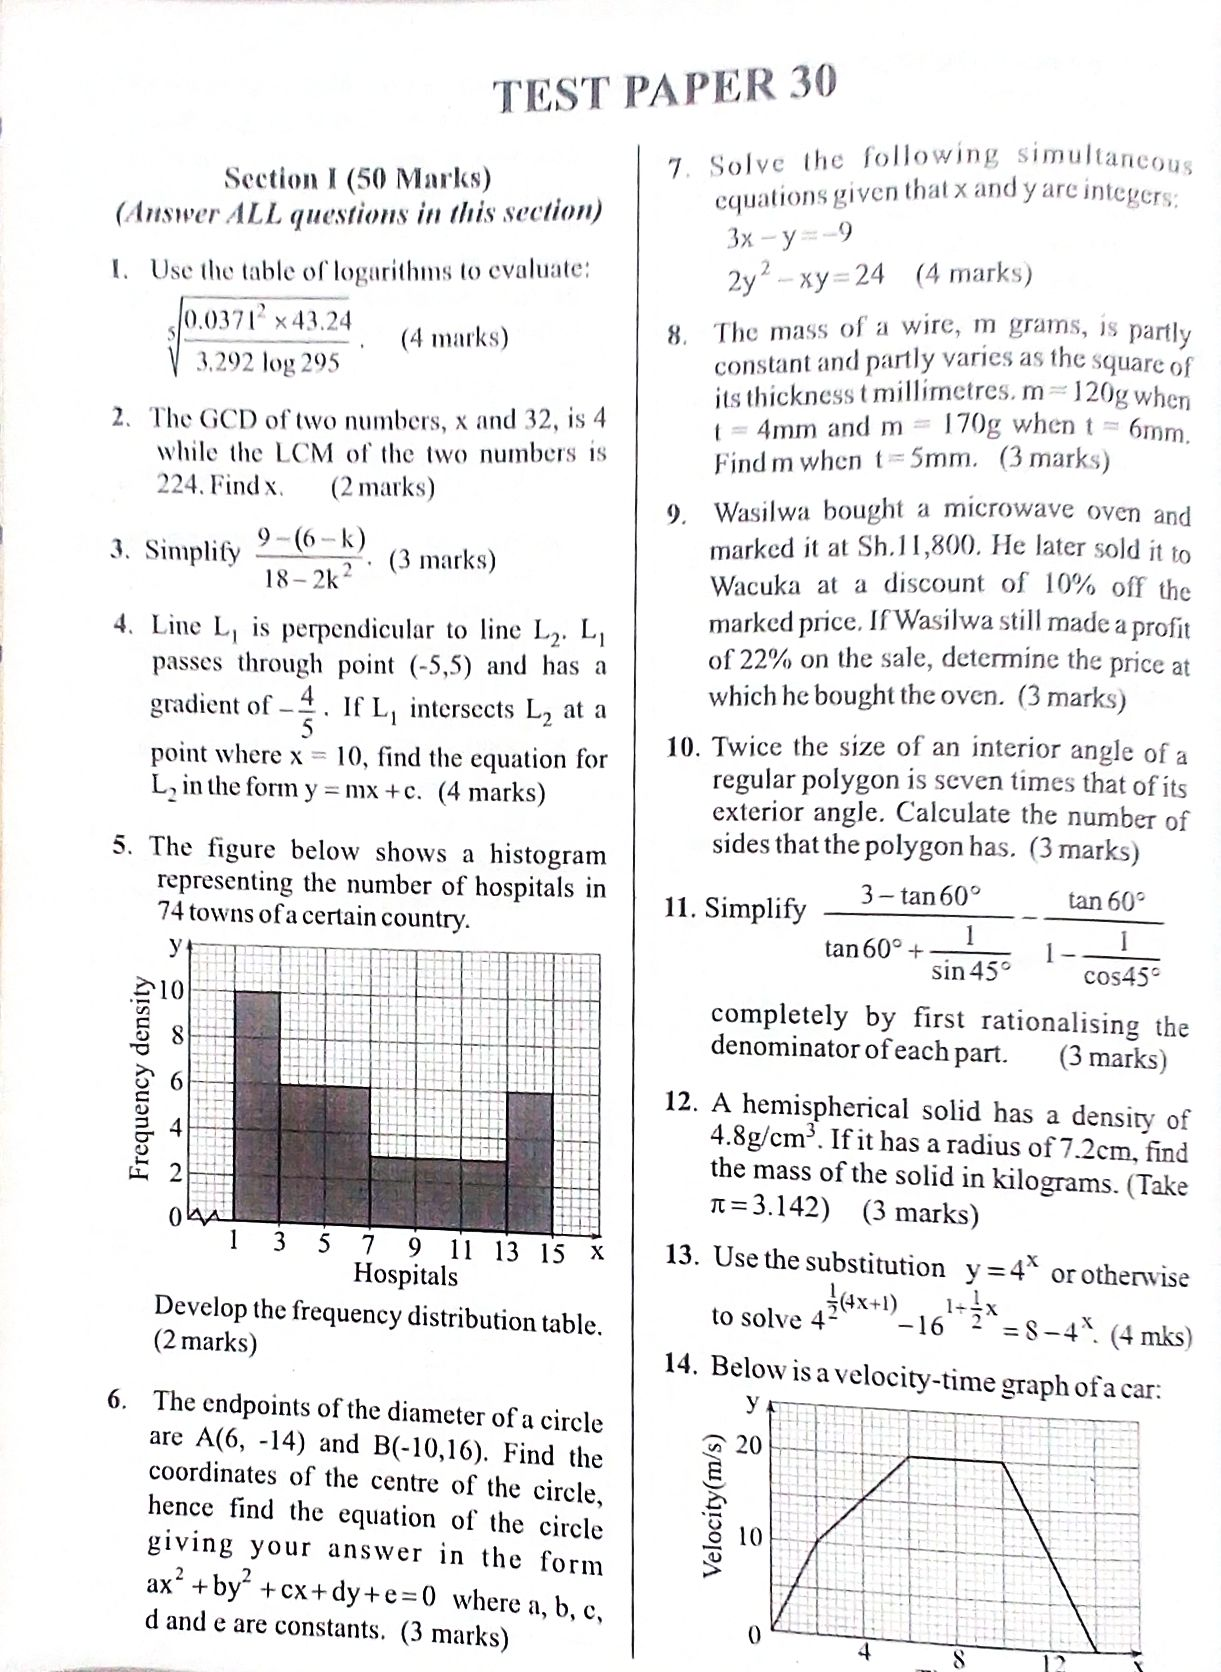 TEST PAPER 30
Section I (50 Marks)
(Answer ALL questions in this section)
1. Use the table of logarithms to evaluate:
⁵√((0.0371² × 43.24)/(3.292 log 295)). (4 marks)
2. The GCD of two numbers, x and 32, is 4
while the LCM of the two numbers is
224. Find x. (2 marks)
3. Simplify (9 – (6 – k))/(18 – 2k²). (3 marks)
4. Line L₁ is perpendicular to line L₂. L₁
passes through point (-5,5) and has a
gradient of –4/5. If L₁ intersects L₂ at a
point where x = 10, find the equation for
L₂ in the form y = mx + c. (4 marks)
5. The figure below shows a histogram
representing the number of hospitals in
74 towns of a certain country.
y
Frequency density
10
8
6
4
2
0
1 3 5 7 9 11 13 15 x
Hospitals
Develop the frequency distribution table.
(2 marks)
6. The endpoints of the diameter of a circle
are A(6, -14) and B(-10,16). Find the
coordinates of the centre of the circle,
hence find the equation of the circle
giving your answer in the form
ax² + by² + cx + dy + e = 0 where a, b, c,
d and e are constants. (3 marks)
7. Solve the following simultaneous
equations given that x and y are integers:
3x – y = –9
2y² – xy = 24 (4 marks)
8. The mass of a wire, m grams, is partly
constant and partly varies as the square of
its thickness t millimetres. m = 120g when
t = 4mm and m = 170g when t = 6mm.
Find m when t = 5mm. (3 marks)
9. Wasilwa bought a microwave oven and
marked it at Sh.11,800. He later sold it to
Wacuka at a discount of 10% off the
marked price. If Wasilwa still made a profit
of 22% on the sale, determine the price at
which he bought the oven. (3 marks)
10. Twice the size of an interior angle of a
regular polygon is seven times that of its
exterior angle. Calculate the number of
sides that the polygon has. (3 marks)
11. Simplify (3 – tan 60°)/(tan 60° + 1/(sin 45°)) – (tan 60°)/(1 – 1/(cos 45°))
completely by first rationalising the
denominator of each part. (3 marks)
12. A hemispherical solid has a density of
4.8g/cm³. If it has a radius of 7.2cm, find
the mass of the solid in kilograms. (Take
π = 3.142) (3 marks)
13. Use the substitution y = 4ˣ or otherwise
to solve 4^(½(4x+1)) – 16^(1+½x) = 8 – 4ˣ. (4 mks)
14. Below is a velocity-time graph of a car:
y
Velocity(m/s)
20
10
0
4 8 12